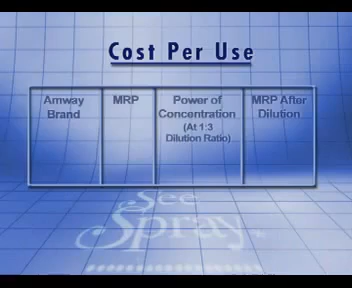 Cost Per Use
Amway
Brand
MRP
Power of
Concentration
(At 1:3
Dilution Ratio)
MRP After
Dilution
See
Spray